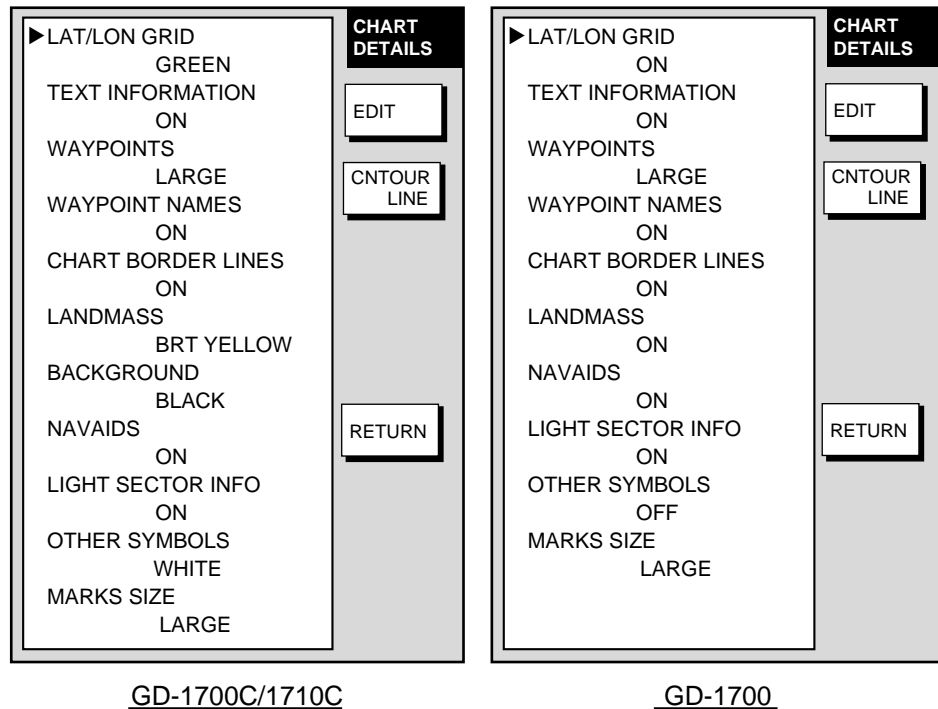 ▶LAT/LON GRID
GREEN
TEXT INFORMATION
ON
WAYPOINTS
LARGE
WAYPOINT NAMES
ON
CHART BORDER LINES
ON
LANDMASS
BRT YELLOW
BACKGROUND
BLACK
NAVAIDS
ON
LIGHT SECTOR INFO
ON
OTHER SYMBOLS
WHITE
MARKS SIZE
LARGE
CHART
DETAILS
EDIT
CNTOUR
LINE
RETURN
GD-1700C/1710C
▶LAT/LON GRID
ON
TEXT INFORMATION
ON
WAYPOINTS
LARGE
WAYPOINT NAMES
ON
CHART BORDER LINES
ON
LANDMASS
ON
NAVAIDS
ON
LIGHT SECTOR INFO
ON
OTHER SYMBOLS
OFF
MARKS SIZE
LARGE
CHART
DETAILS
EDIT
CNTOUR
LINE
RETURN
GD-1700